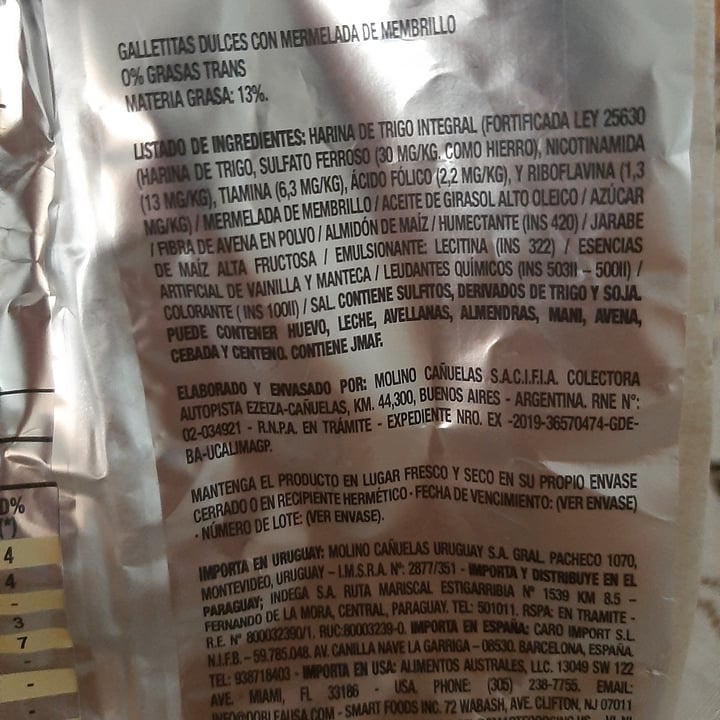 GALLETITAS DULCES CON MERMELADA DE MEMBRILLO
0% GRASAS TRANS
MATERIA GRASA: 13%.
LISTADO DE INGREDIENTES: HARINA DE TRIGO INTEGRAL (FORTIFICADA LEY 25630
(HARINA DE TRIGO, SULFATO FERROSO (30 MG/KG. COMO HIERRO), NICOTINAMIDA
(13 MG/KG), TIAMINA (6,3 MG/KG), ÁCIDO FÓLICO (2,2 MG/KG), Y RIBOFLAVINA (1,3
MG/KG) / MERMELADA DE MEMBRILLO / ACEITE DE GIRASOL ALTO OLEICO / AZÚCAR
/ FIBRA DE AVENA EN POLVO / ALMIDÓN DE MAÍZ / HUMECTANTE (INS 420) / JARABE
DE MAÍZ ALTA FRUCTOSA / EMULSIONANTE: LECITINA (INS 322) / ESENCIAS
ARTIFICIAL DE VAINILLA Y MANTECA / LEUDANTES QUÍMICOS (INS 503II – 500II) /
COLORANTE ( INS 100II) / SAL. CONTIENE SULFITOS, DERIVADOS DE TRIGO Y SOJA.
PUEDE CONTENER HUEVO, LECHE, AVELLANAS, ALMENDRAS, MANI, AVENA,
CEBADA Y CENTENO. CONTIENE JMAF.
ELABORADO Y ENVASADO POR: MOLINO CAÑUELAS S.A.C.I.F.I.A. COLECTORA
AUTOPISTA EZEIZA-CAÑUELAS, KM. 44,300, BUENOS AIRES - ARGENTINA. RNE N°:
02-034921 - R.N.P.A. EN TRÁMITE - EXPEDIENTE NRO. EX -2019-36570474-GDE-
BA-UCALIMAGP.
MANTENGA EL PRODUCTO EN LUGAR FRESCO Y SECO EN SU PROPIO ENVASE
CERRADO O EN RECIPIENTE HERMÉTICO - FECHA DE VENCIMIENTO: (VER ENVASE)
- NÚMERO DE LOTE: (VER ENVASE).
IMPORTA EN URUGUAY: MOLINO CAÑUELAS URUGUAY S.A. GRAL. PACHECO 1070,
MONTEVIDEO, URUGUAY – I.M.S.R.A. N°: 2877/351 - IMPORTA Y DISTRIBUYE EN EL
PARAGUAY; INDEGA S.A. RUTA MARISCAL ESTIGARRIBIA N° 1539 KM 8.5 –
FERNANDO DE LA MORA, CENTRAL, PARAGUAY. TEL: 501011. RSPA: EN TRAMITE -
R.E. N° 800032390/1, RUC:80003239-0. IMPORTA EN ESPAÑA: CARO IMPORT S.L.
N.I.F.B. – 59.785.048. AV. CANILLA NAVE LA GARRIGA – 08530. BARCELONA, ESPAÑA.
TEL: 938718403 - IMPORTA EN USA: ALIMENTOS AUSTRALES, LLC. 13049 SW 122
AVE. MIAMI, FL 33186 - USA. PHONE: (305) 238-7755. EMAIL:
INFO@DORLEAUSA.COM - SMART FOODS INC. 72 WABASH, AVE. CLIFTON, NJ 07011
D%
(*)
4
4
-
3
7
-
-
-